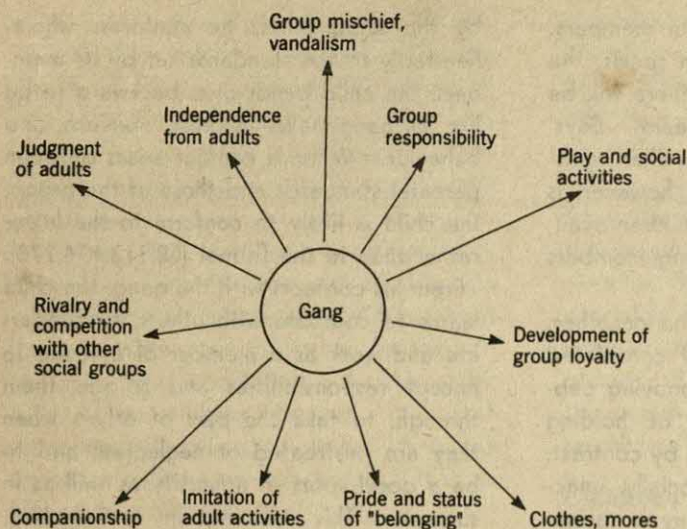 Group mischief,
vandalism
Independence
from adults
Group
responsibility
Judgment
of adults
Play and social
activities
Gang
Rivalry and
competition
with other
social groups
Development of
group loyalty
Companionship
Imitation of
adult activities
Pride and status
of "belonging"
Clothes, mores